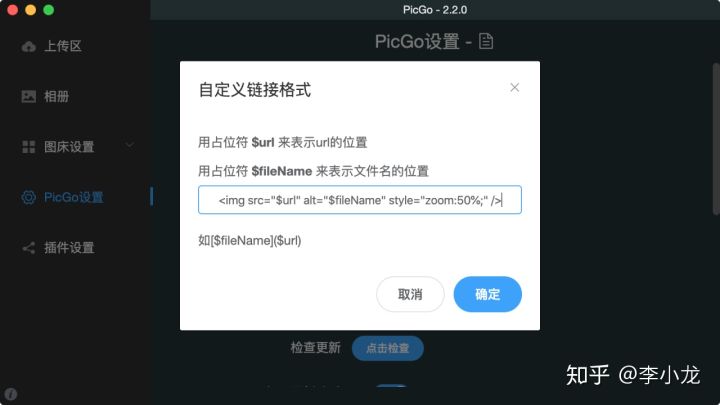 PicGo - 2.2.0
上传区
相册
图床设置
PicGo设置
插件设置
PicGo设置 -
自定义链接格式
用占位符 $url 来表示url的位置
用占位符 $fileName 来表示文件名的位置
<img src="$url" alt="$fileName" style="zoom:50%;" />
如[$fileName]($url)
取消
确定
检查更新
点击检查
知乎 @李小龙